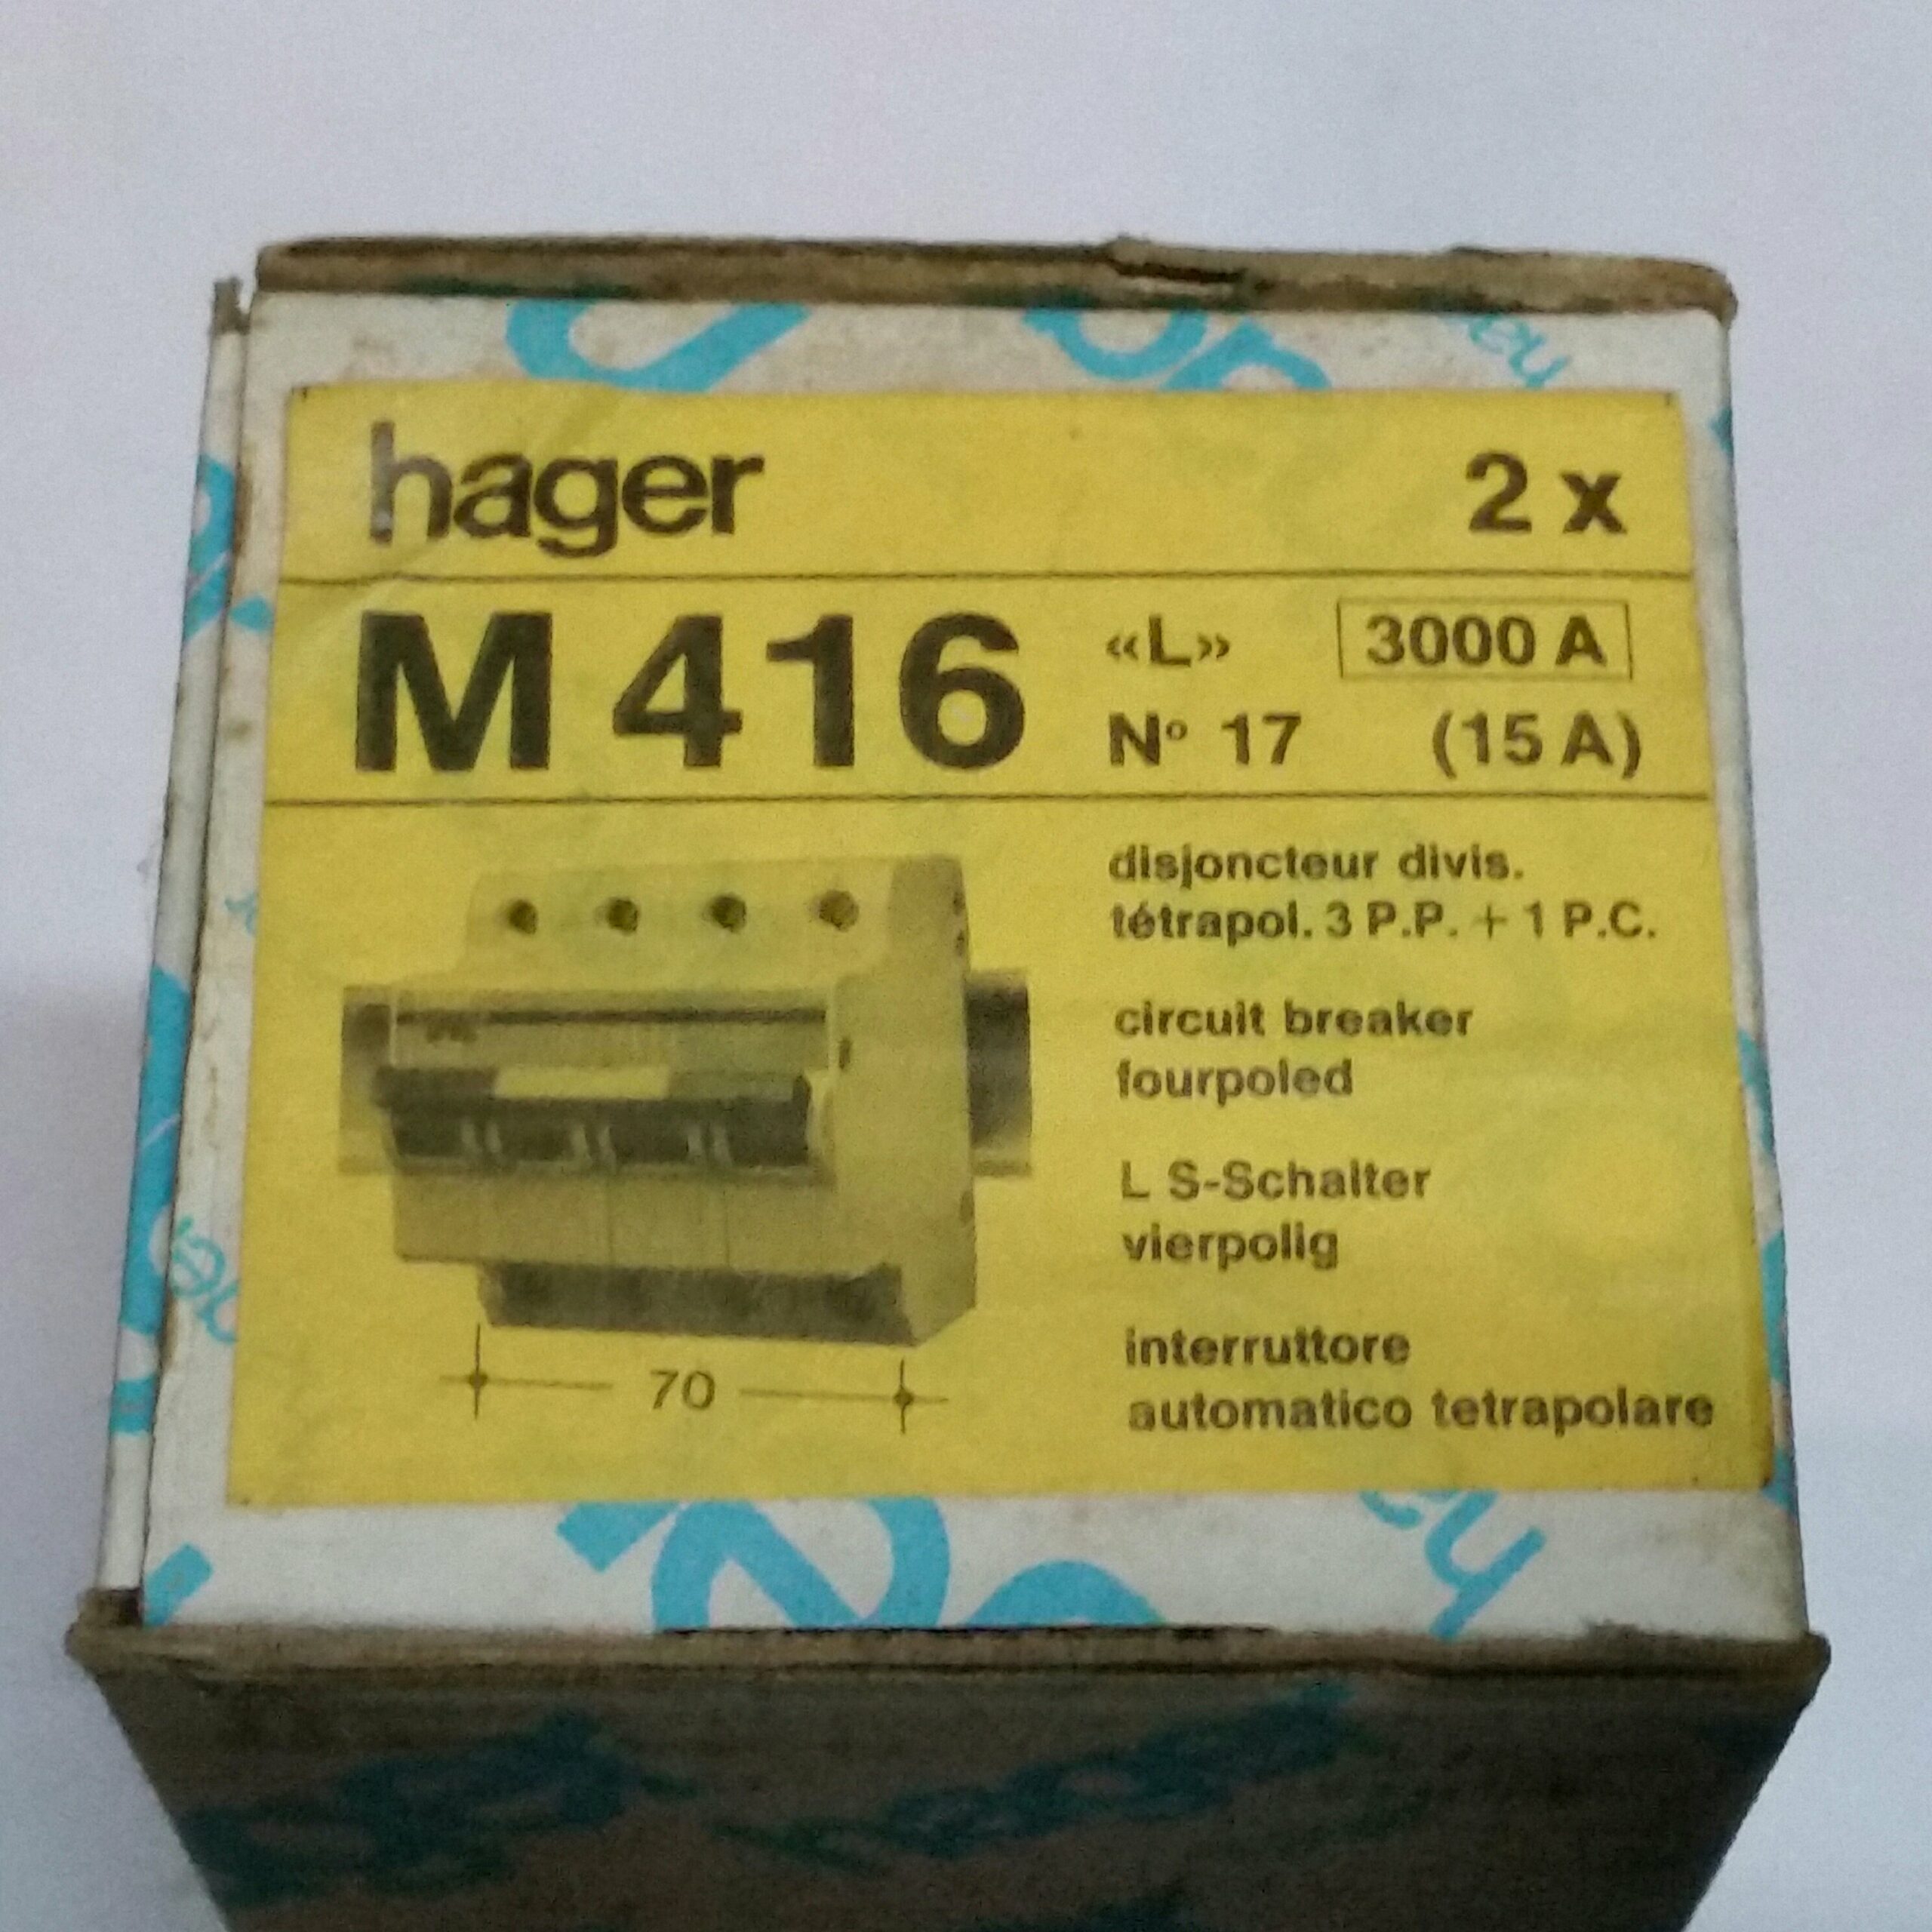 hager 2 x
M 416 «L» 3000 A
Nº 17 (15 A)
disjoncteur divis.
tétrapol. 3 P.P. + 1 P.C.
circuit breaker
fourpoled
L S-Schalter
vierpolig
interruttore
automatico tetrapolare
70